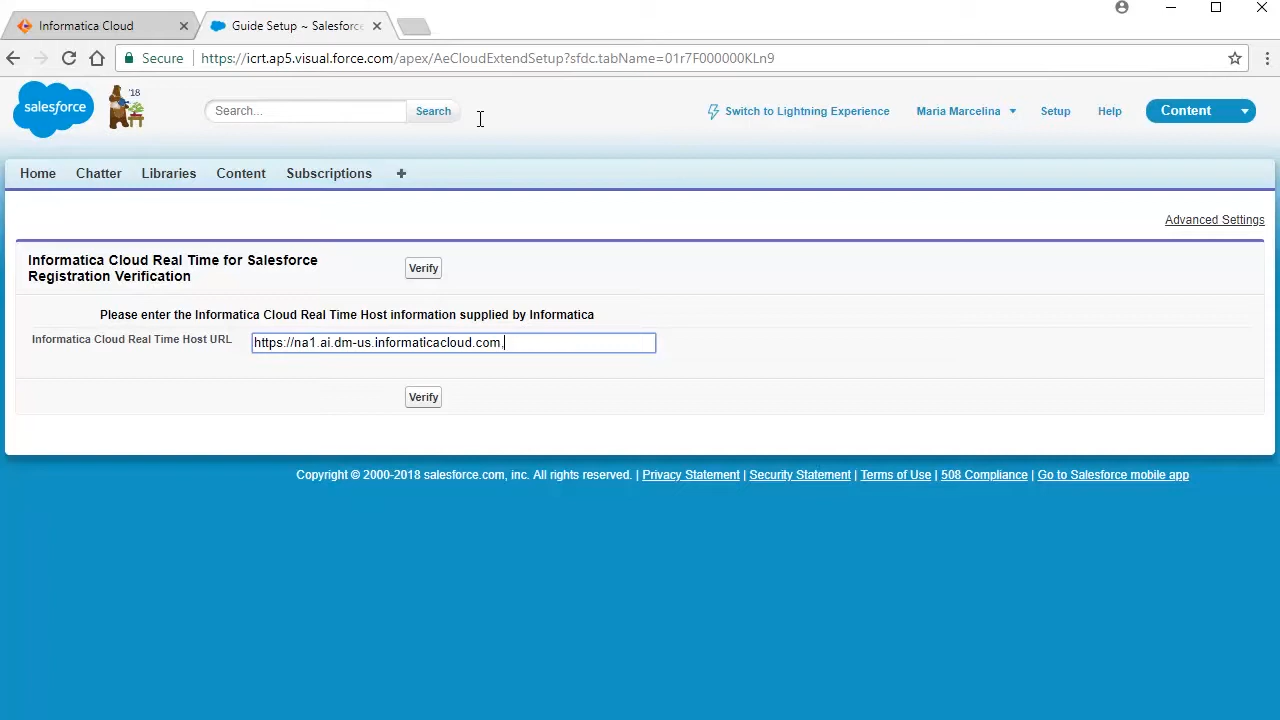 Informatica Cloud
Guide Setup ~ Salesforc
Secure
https://icrt.ap5.visual.force.com/apex/AeCloudExtendSetup?sfdc.tabName=01r7F000000KLn9
salesforce
'18
Search...
Search
Switch to Lightning Experience
Maria Marcelina
Setup
Help
Content
Home
Chatter
Libraries
Content
Subscriptions
Advanced Settings
Informatica Cloud Real Time for Salesforce
Registration Verification
Verify
Please enter the Informatica Cloud Real Time Host information supplied by Informatica
Informatica Cloud Real Time Host URL
https://na1.ai.dm-us.informaticacloud.com,
Verify
Copyright © 2000-2018 salesforce.com, inc. All rights reserved. | Privacy Statement | Security Statement | Terms of Use | 508 Compliance | Go to Salesforce mobile app